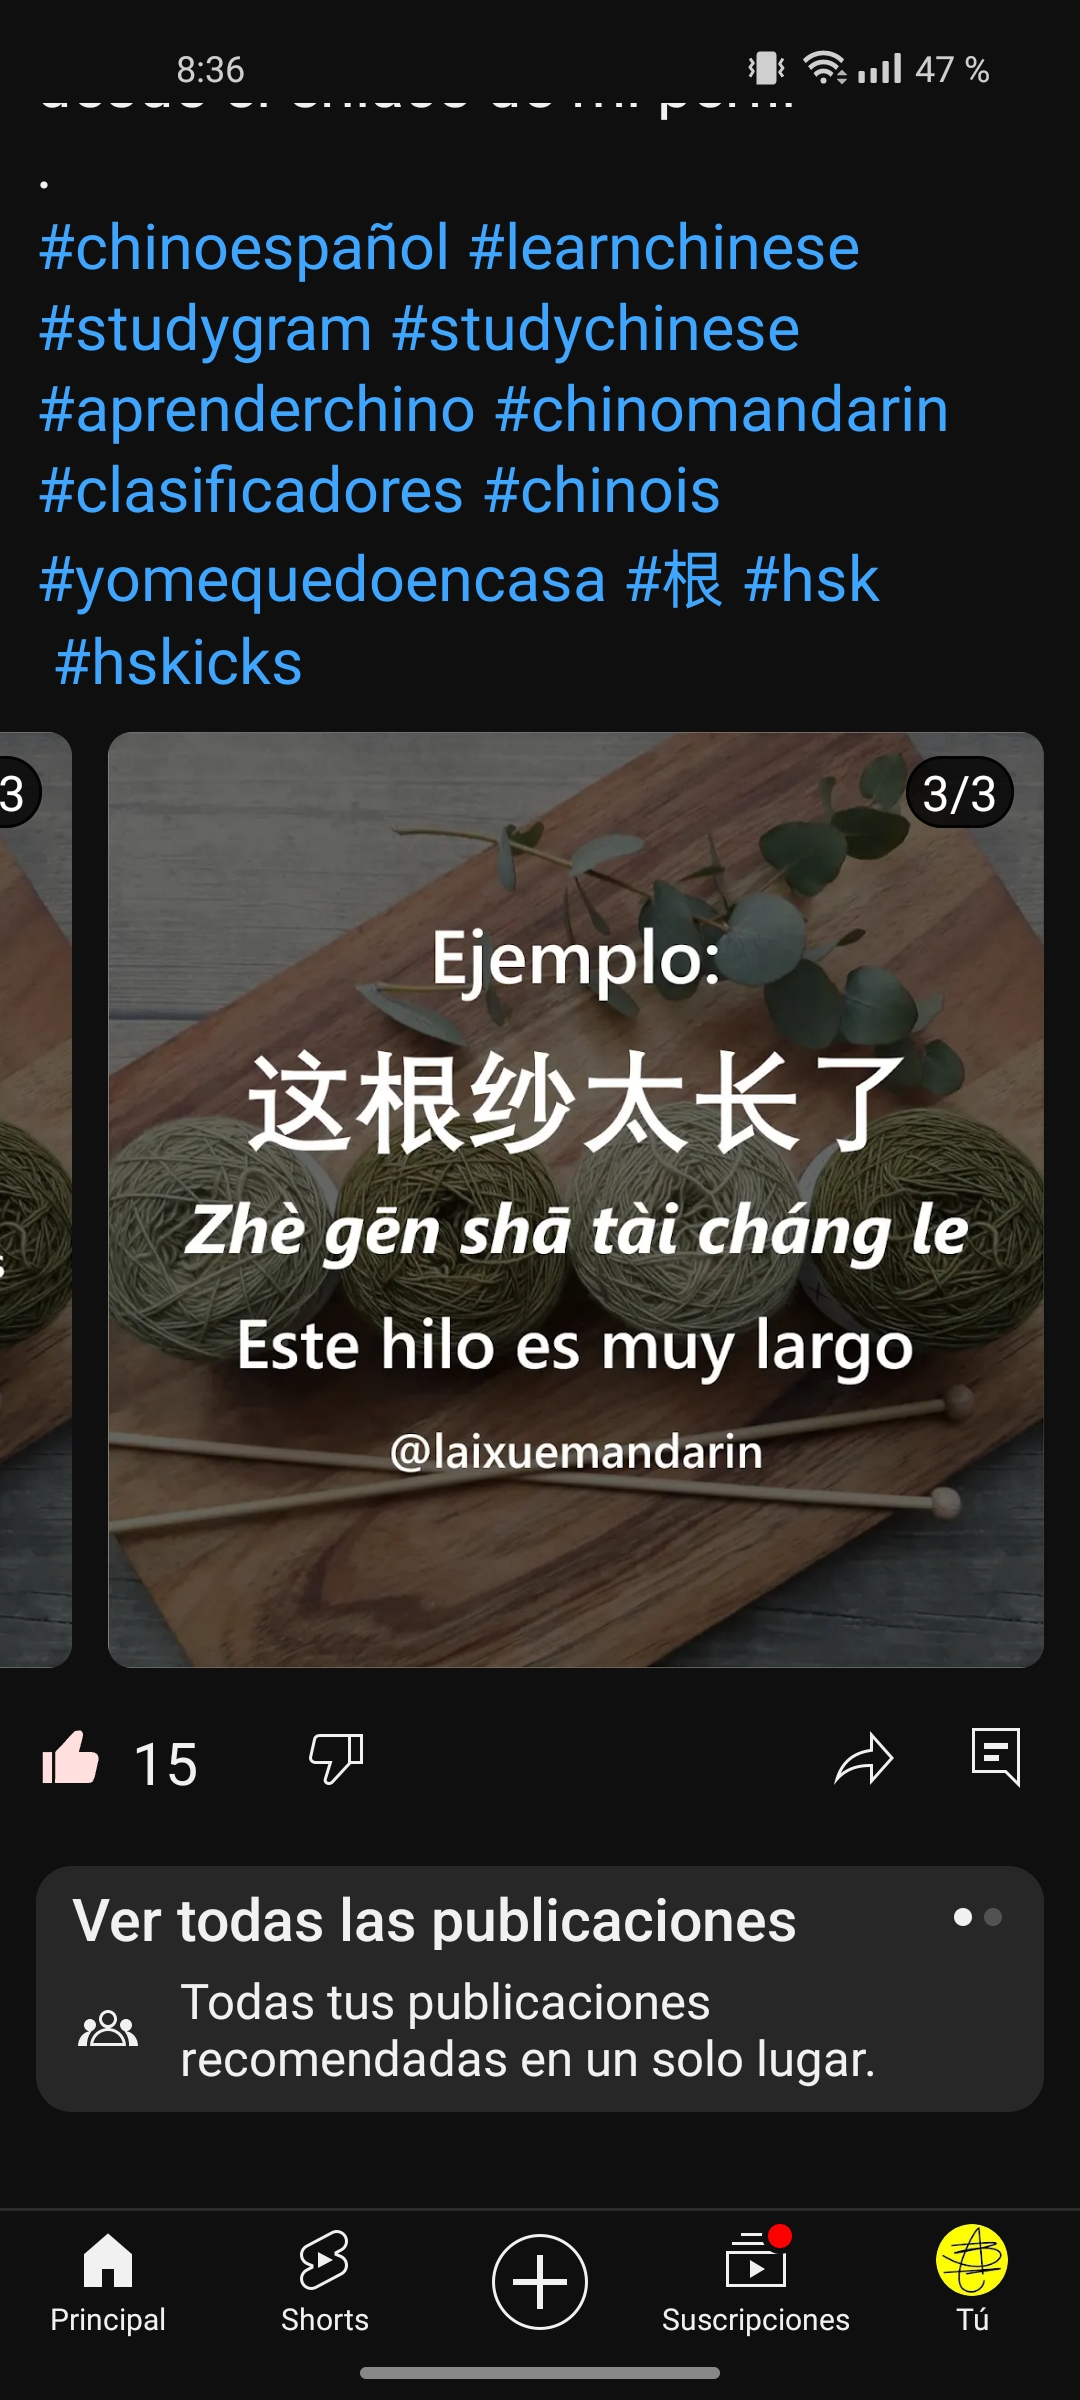 8:36
47 %
.
#chinoespañol #learnchinese
#studygram #studychinese
#aprenderchino #chinomandarin
#clasificadores #chinois
#yomequedoencasa #根 #hsk
#hskicks
3
3/3
Ejemplo:
这根纱太长了
Zhè gēn shā tài cháng le
Este hilo es muy largo
@laixuemandarin
15
Ver todas las publicaciones
Todas tus publicaciones
recomendadas en un solo lugar.
Principal
Shorts
Suscripciones
Tú